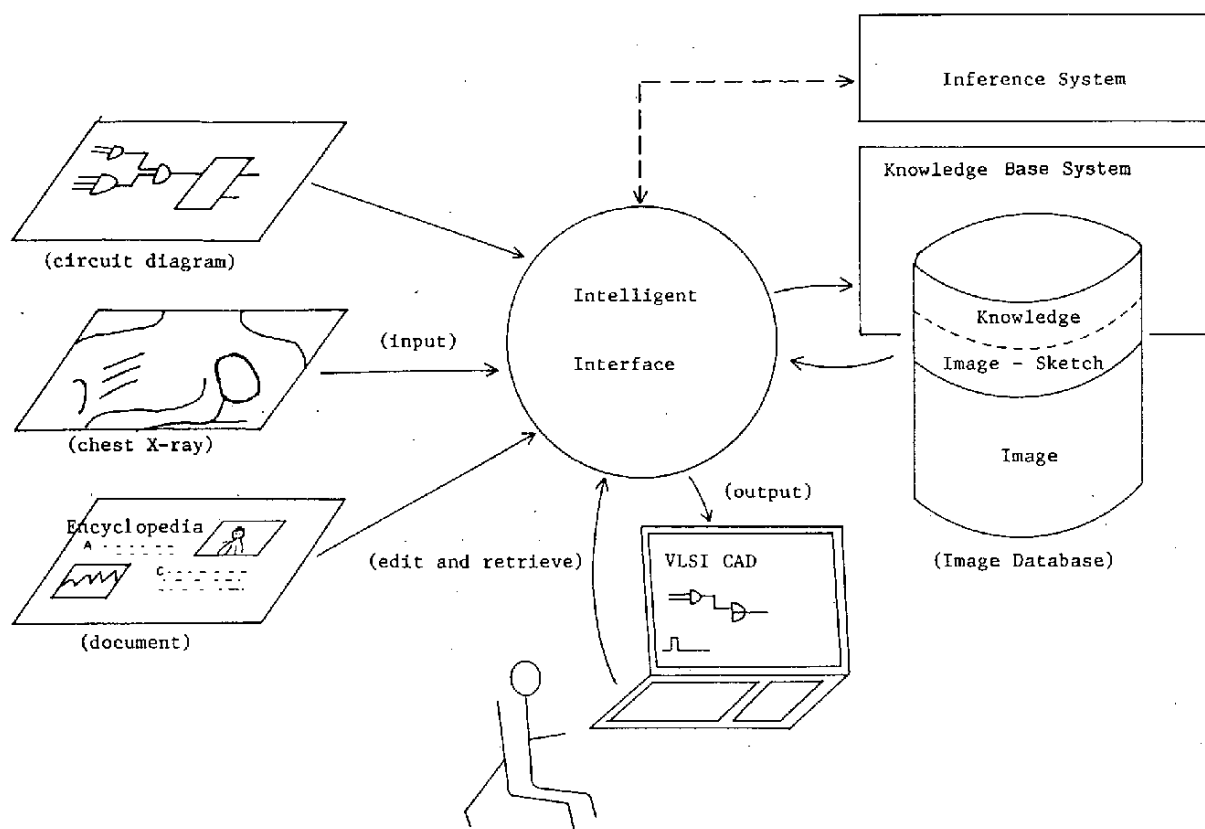 Inference System
Knowledge Base System
(circuit diagram)
Intelligent
Interface
Knowledge
Image - Sketch
Image
(Image Database)
(input)
(chest X-ray)
Encyclopedia
A
C
(document)
(edit and retrieve)
(output)
VLSI CAD